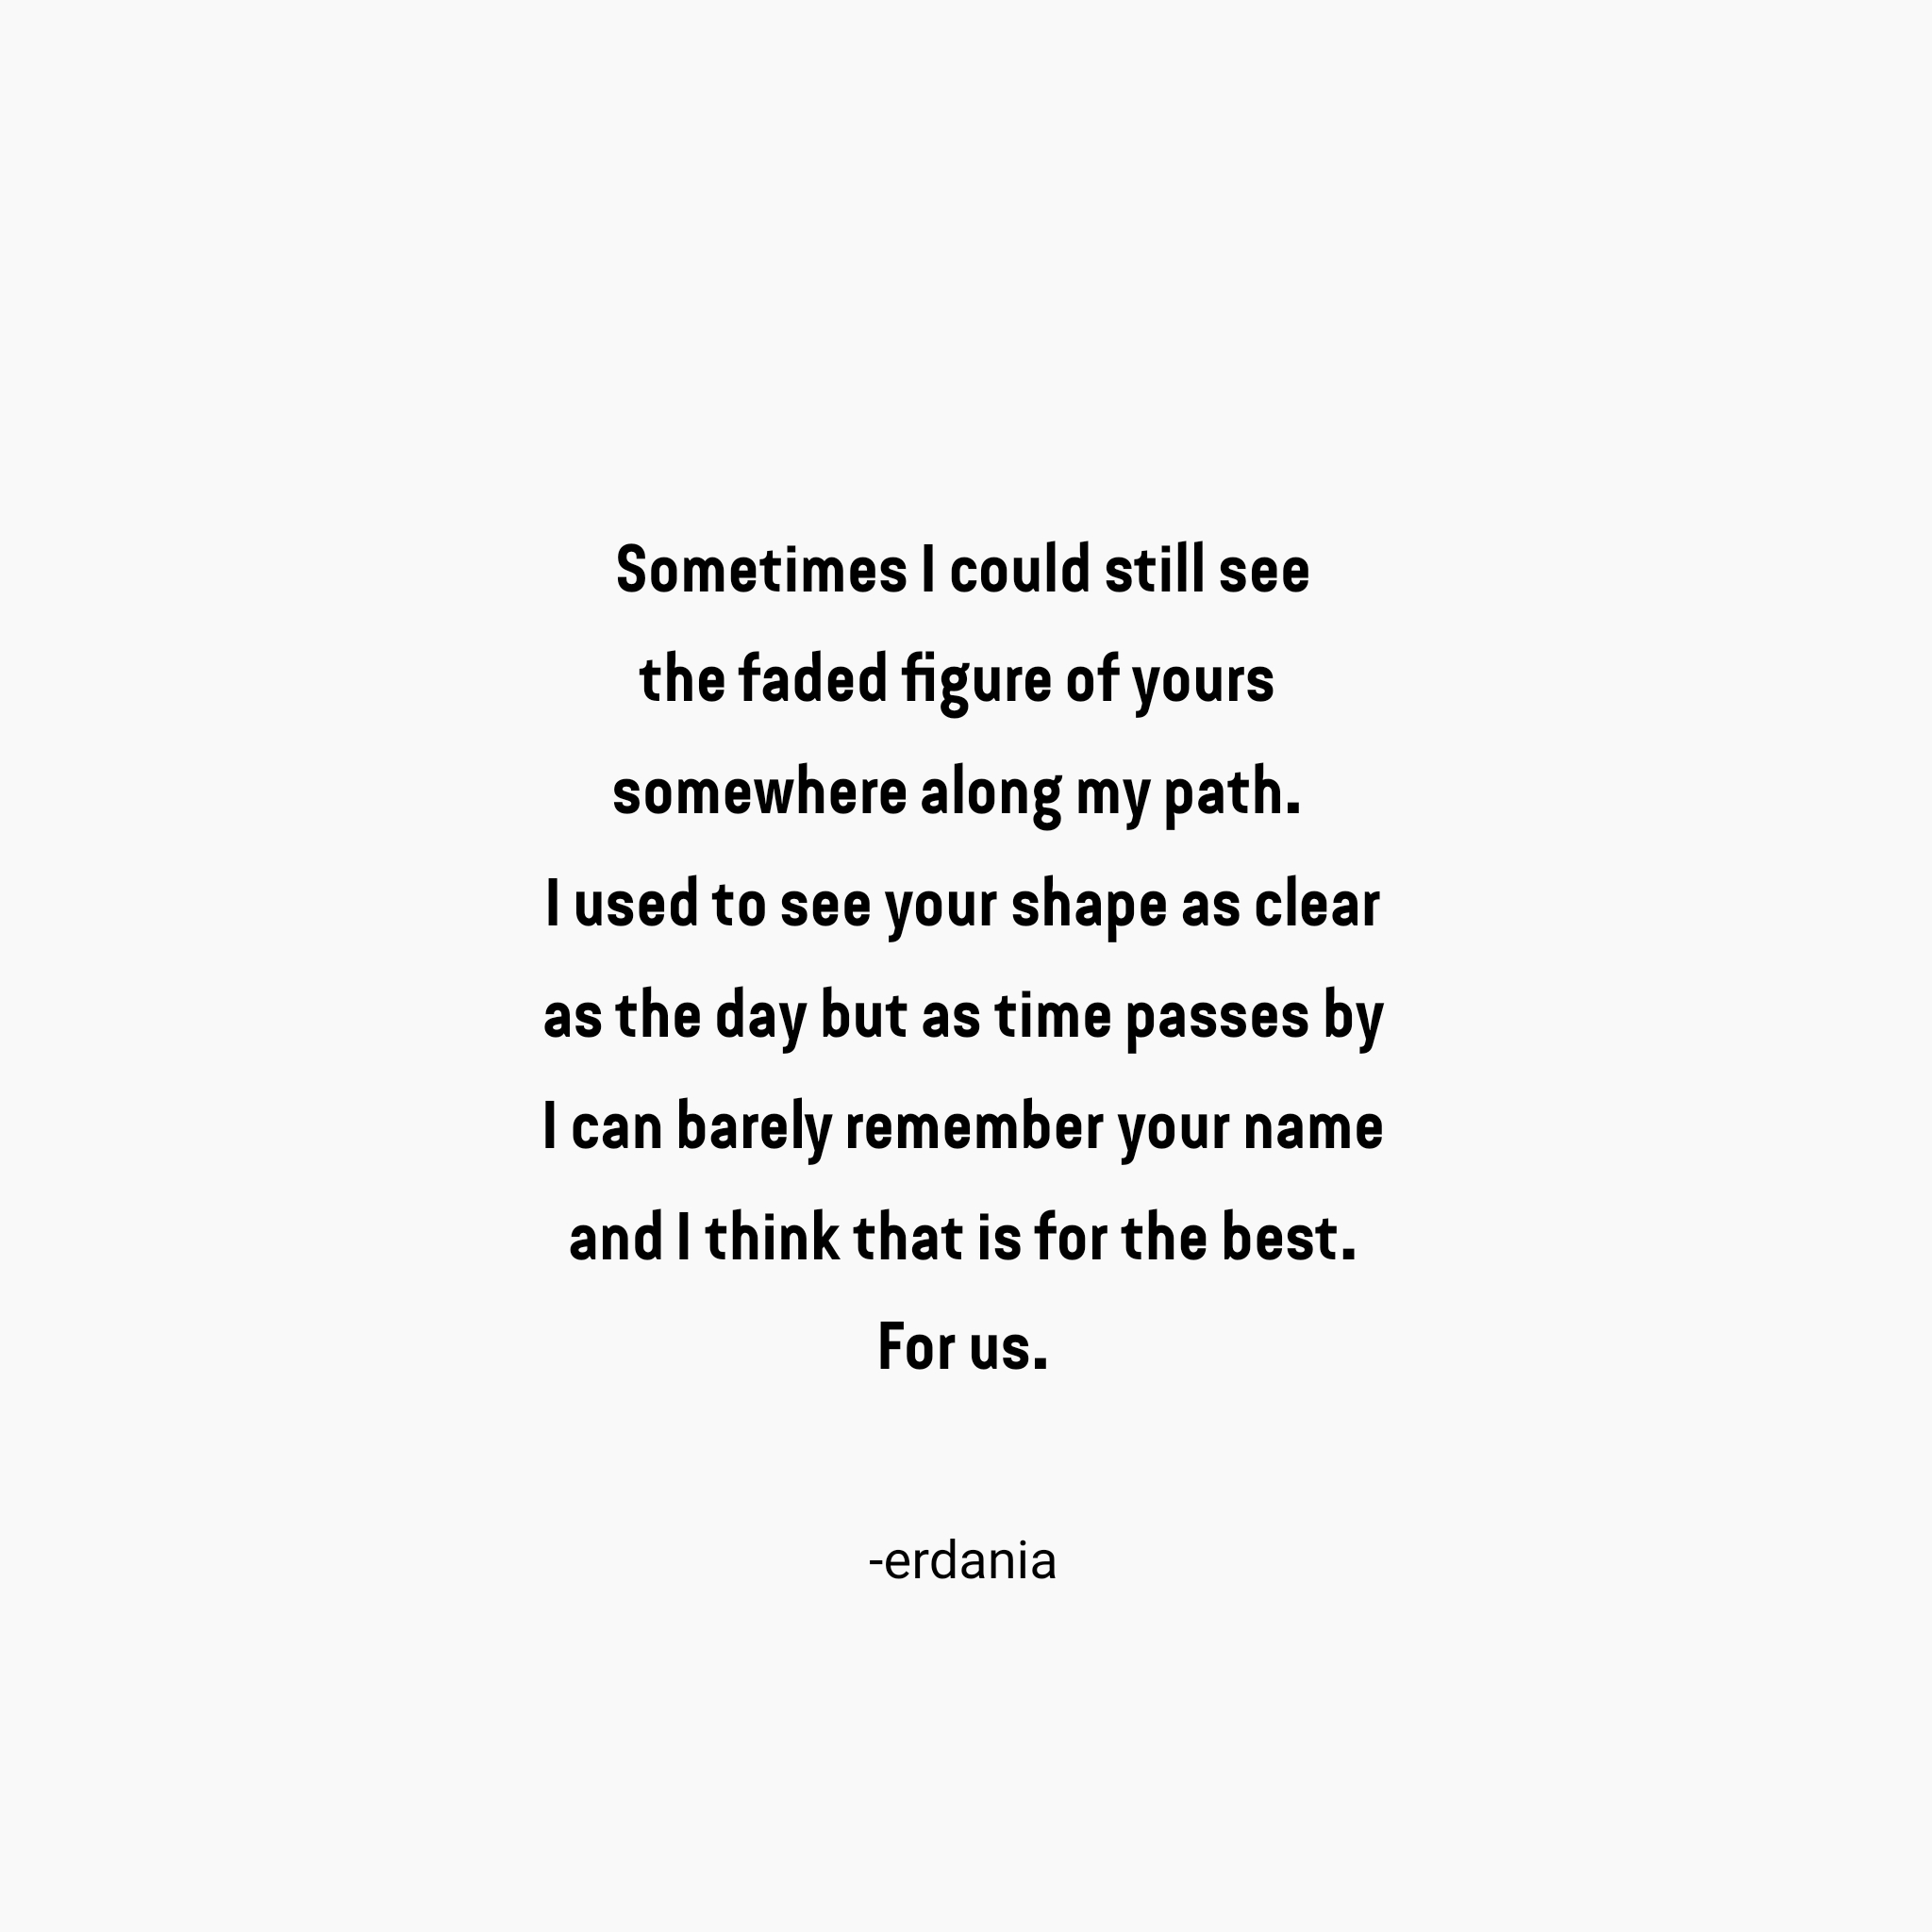 Sometimes I could still see
the faded figure of yours
somewhere along my path.
I used to see your shape as clear
as the day but as time passes by
I can barely remember your name
and I think that is for the best.
For us.
-erdania